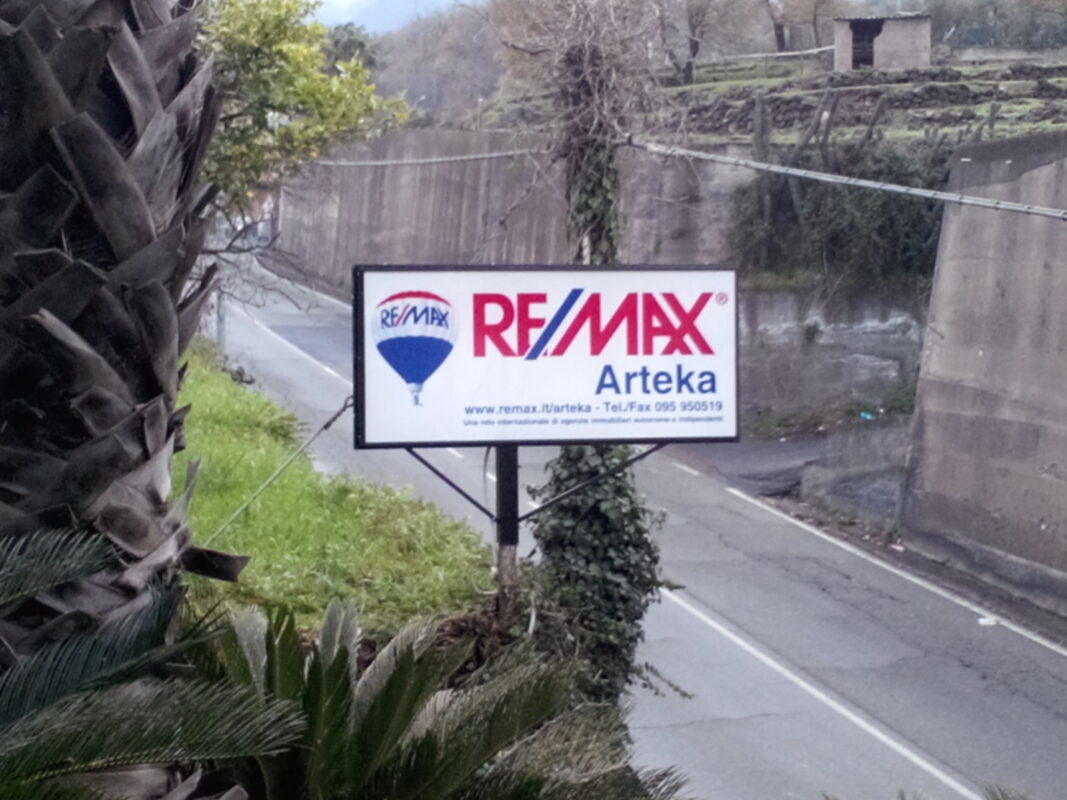 RE/MAX
RE/MAX®
Arteka
www.remax.it/arteka - Tel./Fax 095 950519
Una rete internazionale di agenzie immobiliari autonome e indipendenti